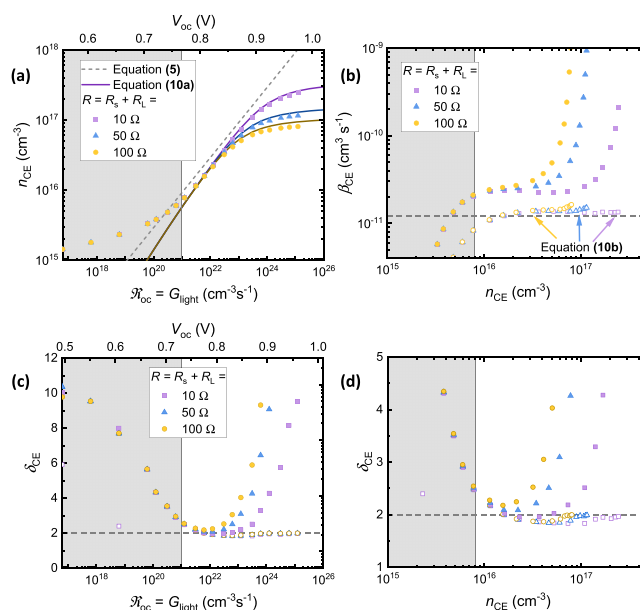 V_oc (V)
0.6 0.7 0.8 0.9 1.0
(a)
10^18
10^17
10^16
10^15
n_CE (cm^-3)
Equation (5)
Equation (10a)
R = R_s + R_L =
10 Ω
50 Ω
100 Ω
10^18 10^20 10^22 10^24 10^26
ℜ_oc = G_light (cm^-3s^-1)
(b)
10^-9
10^-10
10^-11
β_CE (cm^3 s^-1)
R = R_s + R_L =
10 Ω
50 Ω
100 Ω
Equation (10b)
10^15 10^16 10^17
n_CE (cm^-3)
V_oc (V)
0.5 0.6 0.7 0.8 0.9 1.0
(c)
12
10
8
6
4
2
0
δ_CE
R = R_s + R_L =
10 Ω
50 Ω
100 Ω
10^18 10^20 10^22 10^24 10^26
ℜ_oc = G_light (cm^-3s^-1)
(d)
5
4
3
2
1
δ_CE
10^15 10^16 10^17
n_CE (cm^-3)